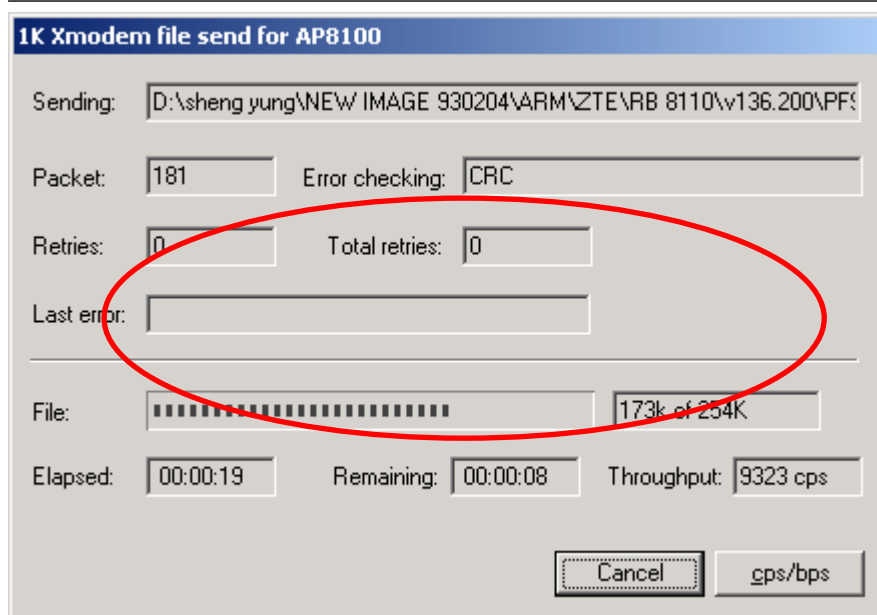 1K Xmodem file send for AP8100
Sending: D:\sheng yung\NEW IMAGE 930204\ARM\ZTE\RB 8110\v136.200\PF
Packet: 181 Error checking: CRC
Retries: 0 Total retries: 0
Last error:
File: 173k of 254K
Elapsed: 00:00:19 Remaining: 00:00:08 Throughput: 9323 cps
Cancel cps/bps